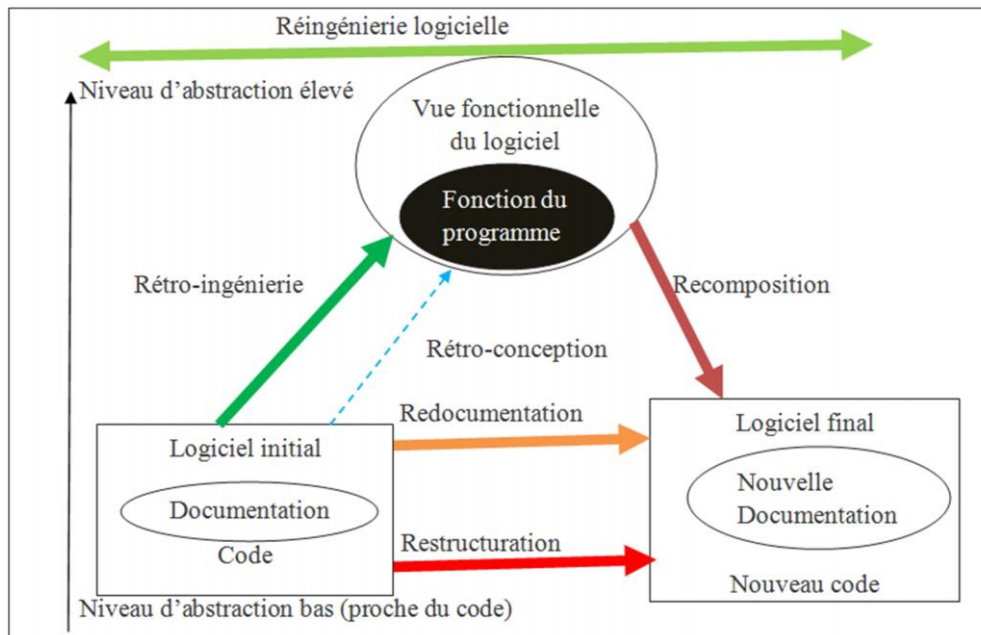 Réingénierie logicielle
Niveau d'abstraction élevé
Vue fonctionnelle
du logiciel
Fonction du
programme
Rétro-ingénierie
Recomposition
Rétro-conception
Redocumentation
Logiciel initial
Documentation
Code
Restructuration
Logiciel final
Nouvelle
Documentation
Nouveau code
Niveau d'abstraction bas (proche du code)